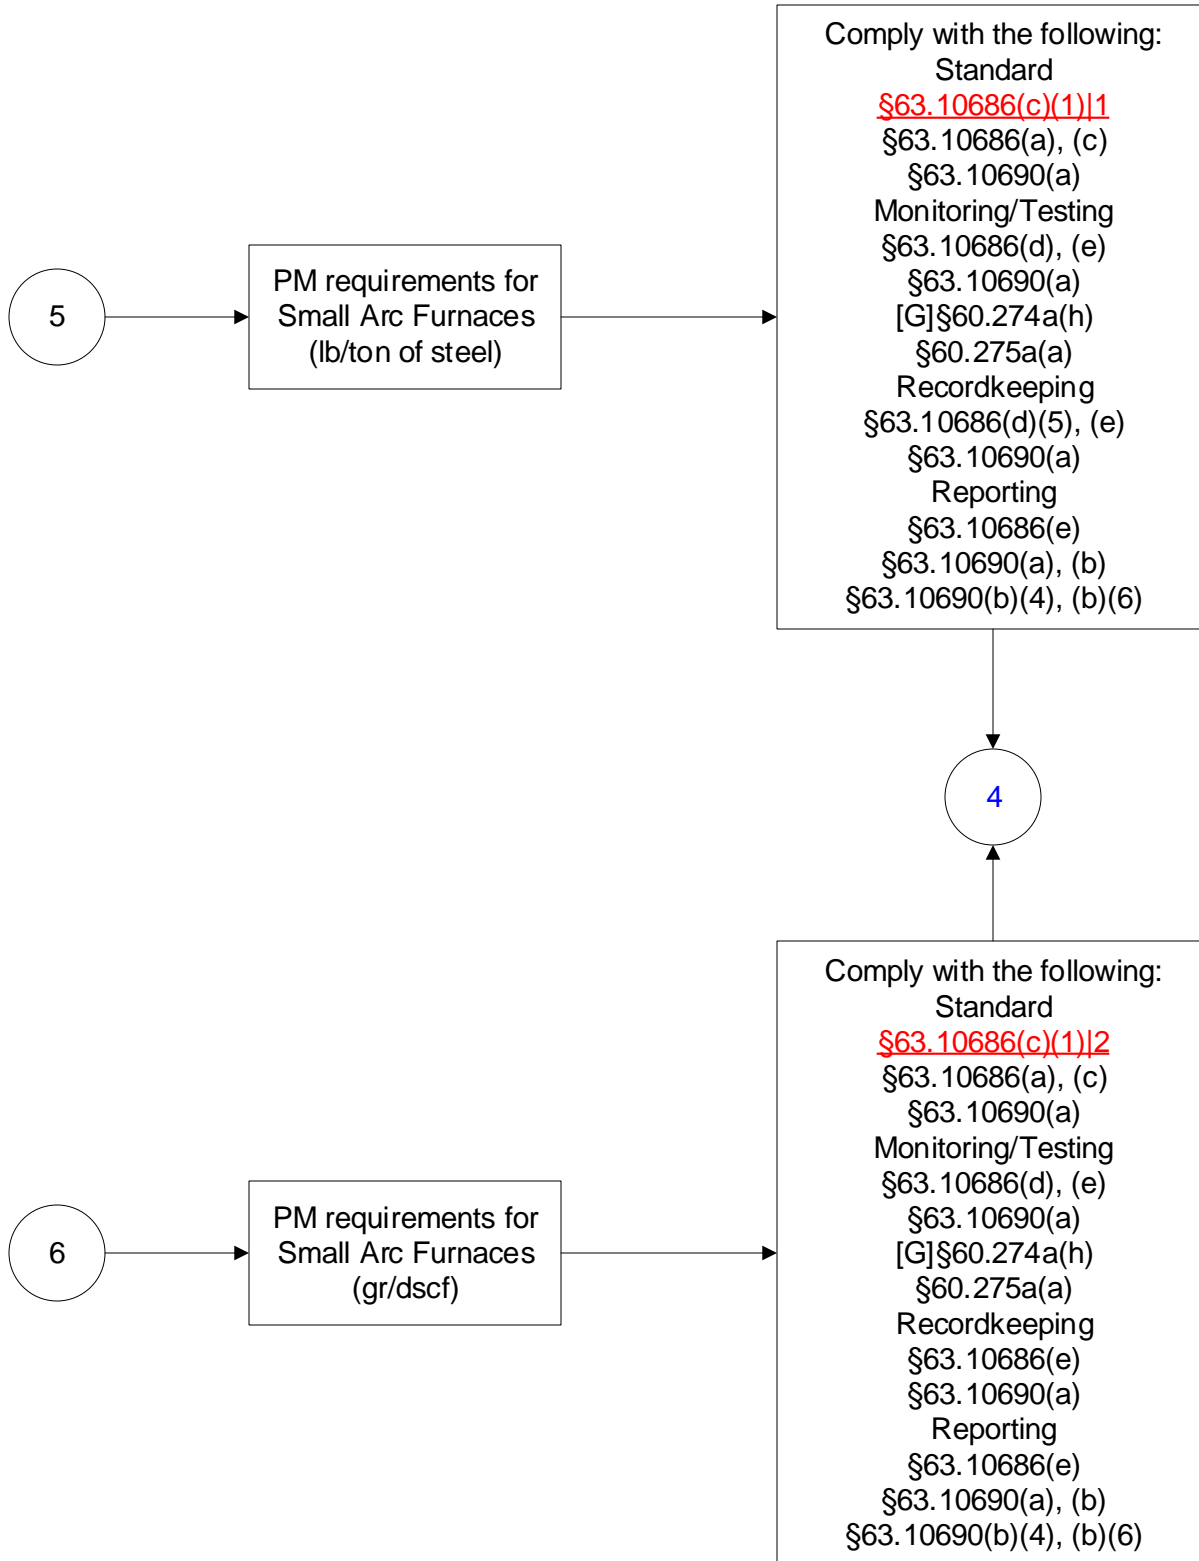 5
PM requirements for
Small Arc Furnaces
(lb/ton of steel)
Comply with the following:
Standard
§63.10686(c)(1)|1
§63.10686(a), (c)
§63.10690(a)
Monitoring/Testing
§63.10686(d), (e)
§63.10690(a)
[G]§60.274a(h)
§60.275a(a)
Recordkeeping
§63.10686(d)(5), (e)
§63.10690(a)
Reporting
§63.10686(e)
§63.10690(a), (b)
§63.10690(b)(4), (b)(6)
4
6
PM requirements for
Small Arc Furnaces
(gr/dscf)
Comply with the following:
Standard
§63.10686(c)(1)|2
§63.10686(a), (c)
§63.10690(a)
Monitoring/Testing
§63.10686(d), (e)
§63.10690(a)
[G]§60.274a(h)
§60.275a(a)
Recordkeeping
§63.10686(e)
§63.10690(a)
Reporting
§63.10686(e)
§63.10690(a), (b)
§63.10690(b)(4), (b)(6)